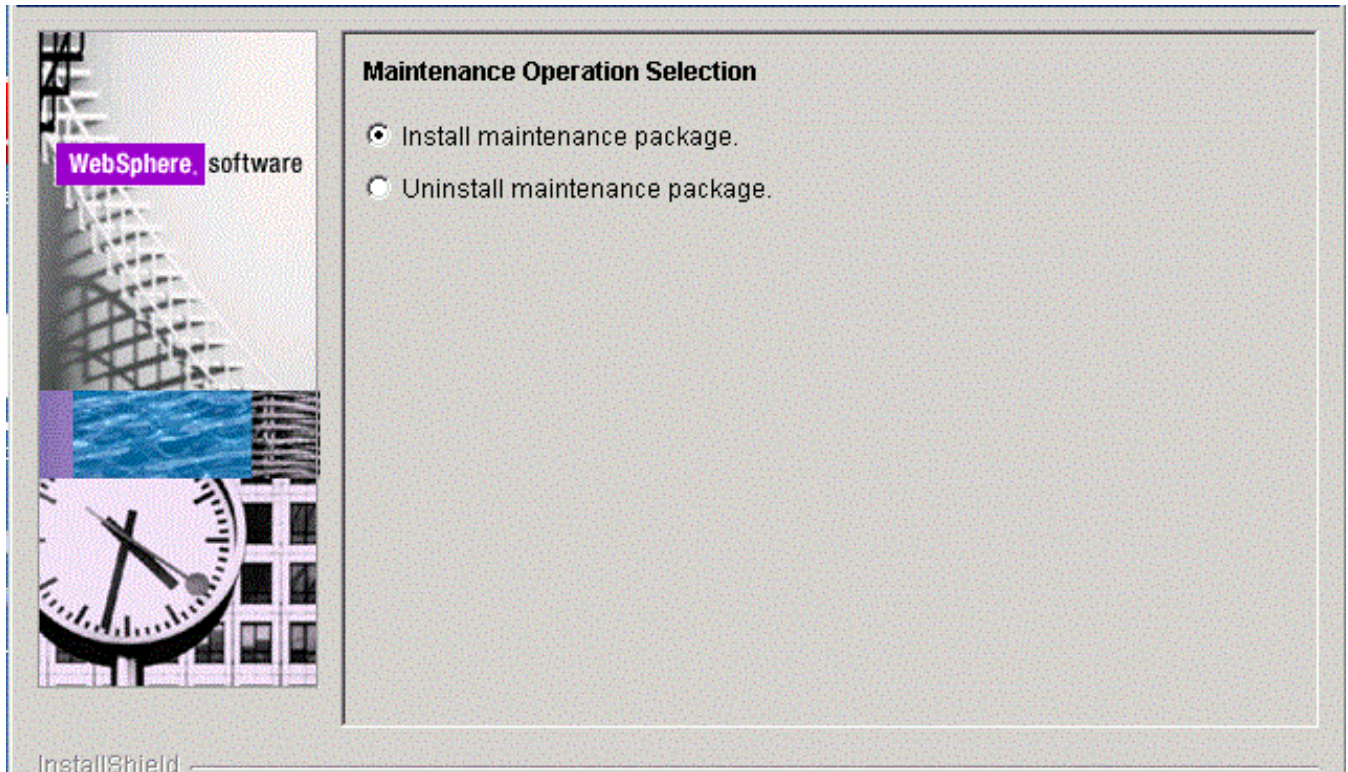 Maintenance Operation Selection
Install maintenance package.
Uninstall maintenance package.
WebSphere. software
InstallShield